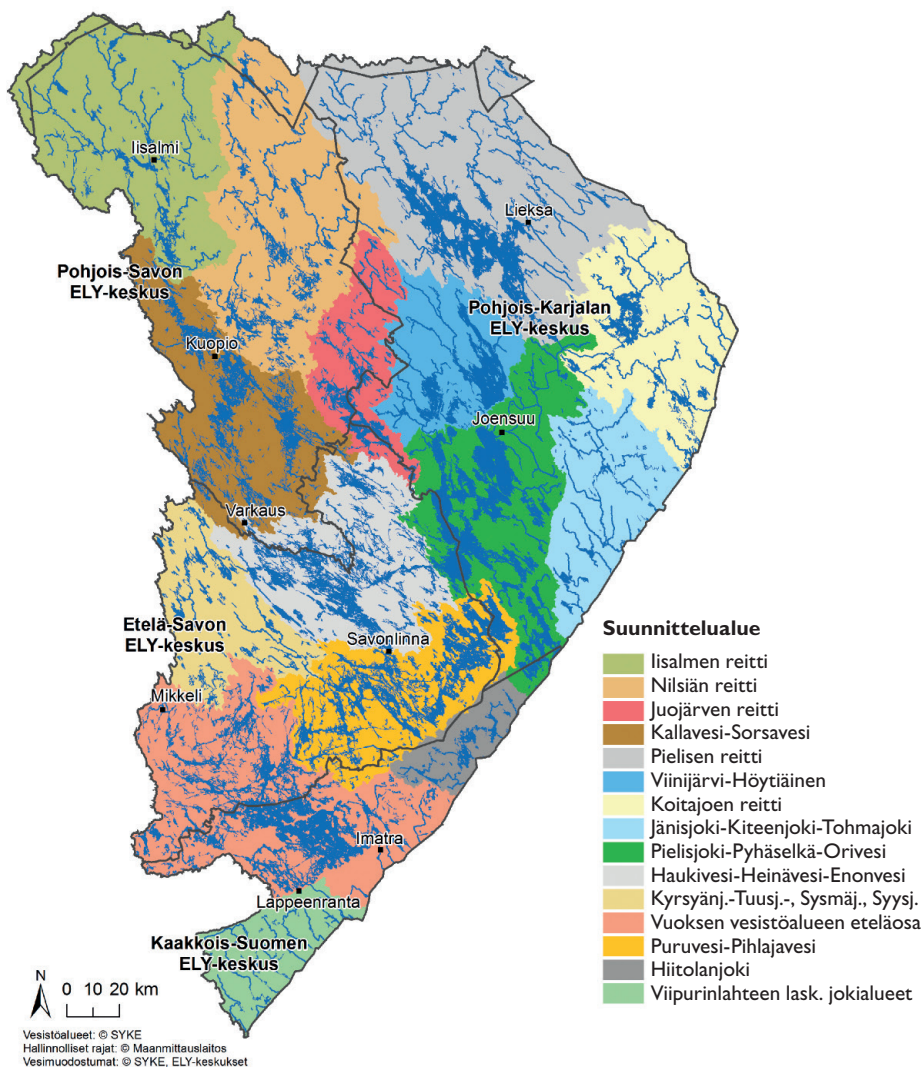 Iisalmi
Lieksa
Pohjois-Savon
ELY-keskus
Pohjois-Karjalan
ELY-keskus
Kuopio
Joensuu
Varkaus
Etelä-Savon
ELY-keskus
Savonlinna
Mikkeli
Imatra
Lappeenranta
Kaakkois-Suomen
ELY-keskus
Suunnittelualue
Iisalmen reitti
Nilsiän reitti
Juojärven reitti
Kallavesi-Sorsavesi
Pielisen reitti
Viinijärvi-Höytiäinen
Koitajoen reitti
Jänisjoki-Kiteenjoki-Tohmajoki
Pielisjoki-Pyhäselkä-Orivesi
Haukivesi-Heinävesi-Enonvesi
Kyrsyänj.-Tuusj.-, Sysmäj., Syysj.
Vuoksen vesistöalueen eteläosa
Puruvesi-Pihlajavesi
Hiitolanjoki
Viipurinlahteen lask. jokialueet
N
0 10 20 km
Vesistöalueet: © SYKE
Hallinnolliset rajat: © Maanmittauslaitos
Vesimuodostumat: © SYKE, ELY-keskukset